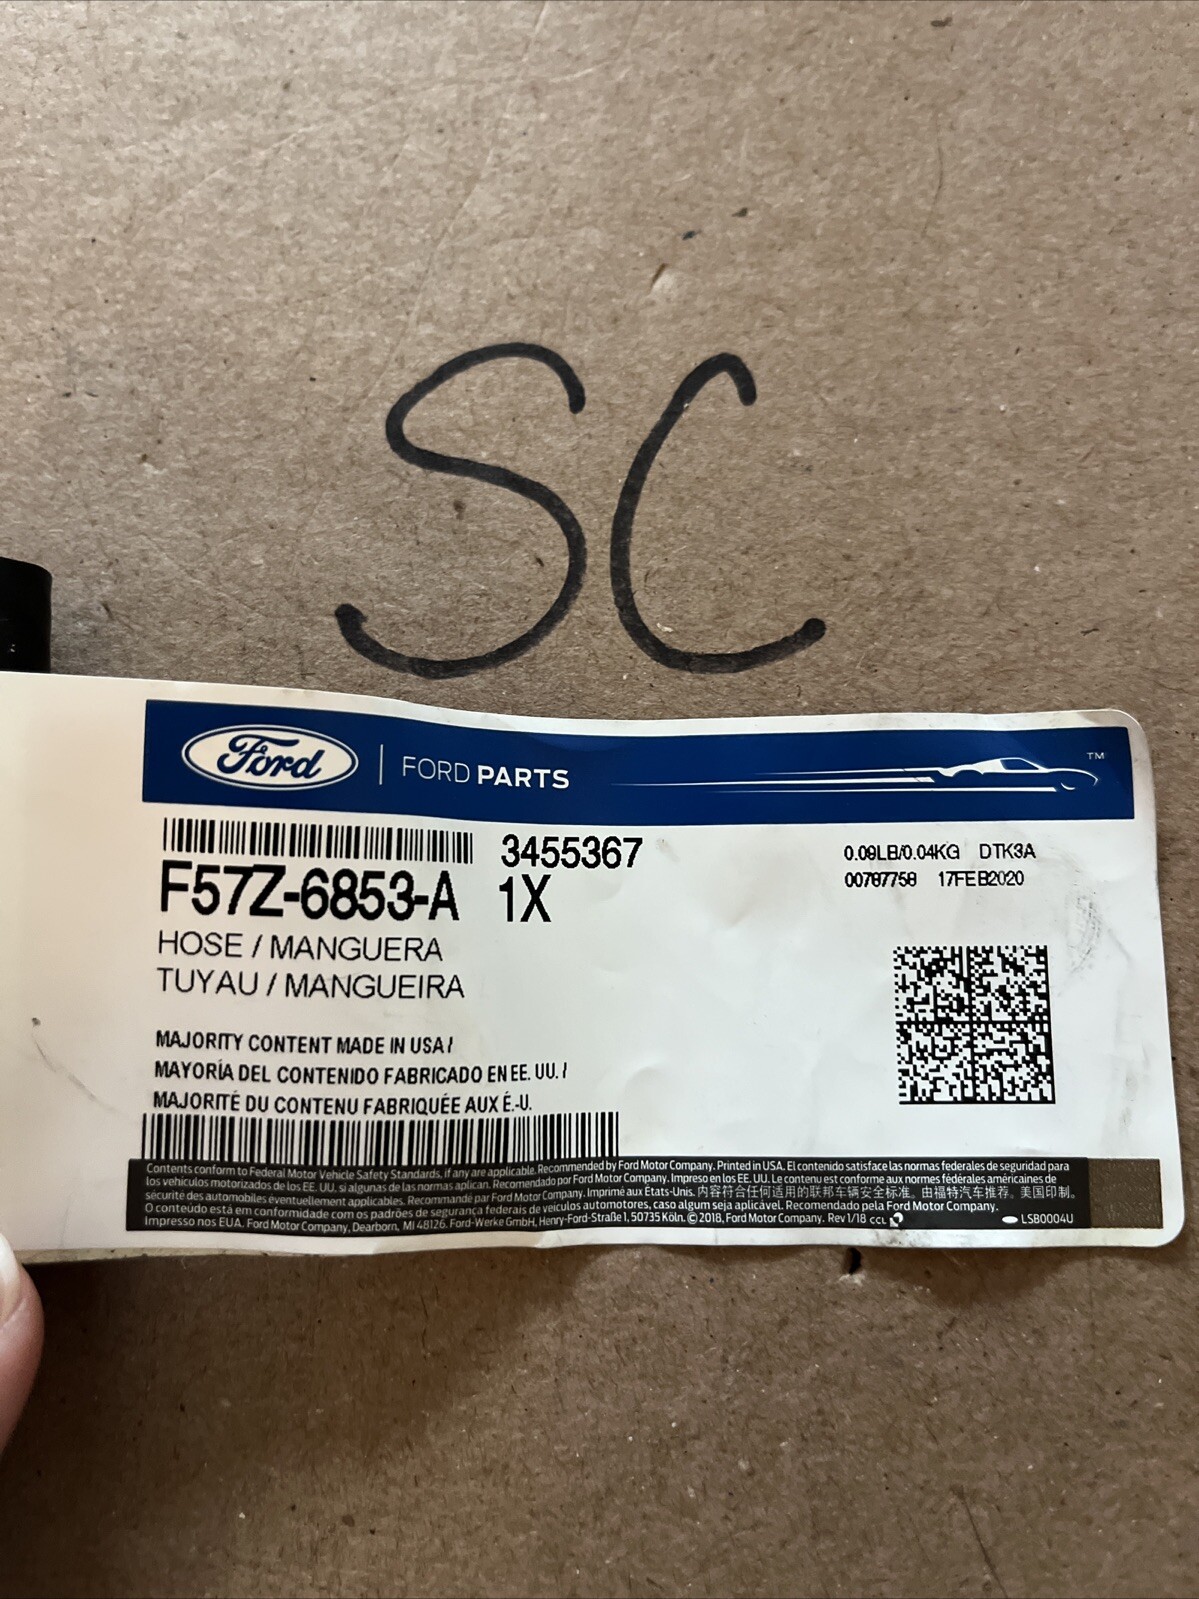 SC
Ford | FORD PARTS TM
3455367
F57Z-6853-A 1X
0.09LB/0.04KG DTK3A
00787758 17FEB2020
HOSE / MANGUERA
TUYAU / MANGUEIRA
MAJORITY CONTENT MADE IN USA /
MAYORÍA DEL CONTENIDO FABRICADO EN EE. UU. /
MAJORITÉ DU CONTENU FABRIQUÉE AUX É.-U.
Contents conform to Federal Motor Vehicle Safety Standards, if any are applicable. Recommended by Ford Motor Company. Printed in USA. El contenido satisface las normas federales de seguridad para
los vehículos motorizados de los EE. UU. si algunas de las normas aplican. Recomendado por Ford Motor Company. Impreso en los EE. UU. Le contenu est conforme aux normes fédérales américaines de
sécurité des automobiles éventuellement applicables. Recommandé par Ford Motor Company. Imprimé aux États-Unis. 内容符合任何适用的联邦车辆安全标准。由福特汽车推荐。美国印制。
O conteúdo está em conformidade com os padrões de segurança federais de veículos automotores, caso algum seja aplicável. Recomendado pela Ford Motor Company.
Impresso nos EUA. Ford Motor Company, Dearborn, MI 48126. Ford-Werke GmbH, Henry-Ford-Straße 1, 50735 Köln. © 2018, Ford Motor Company. Rev 1/18 CCL LSB0004U